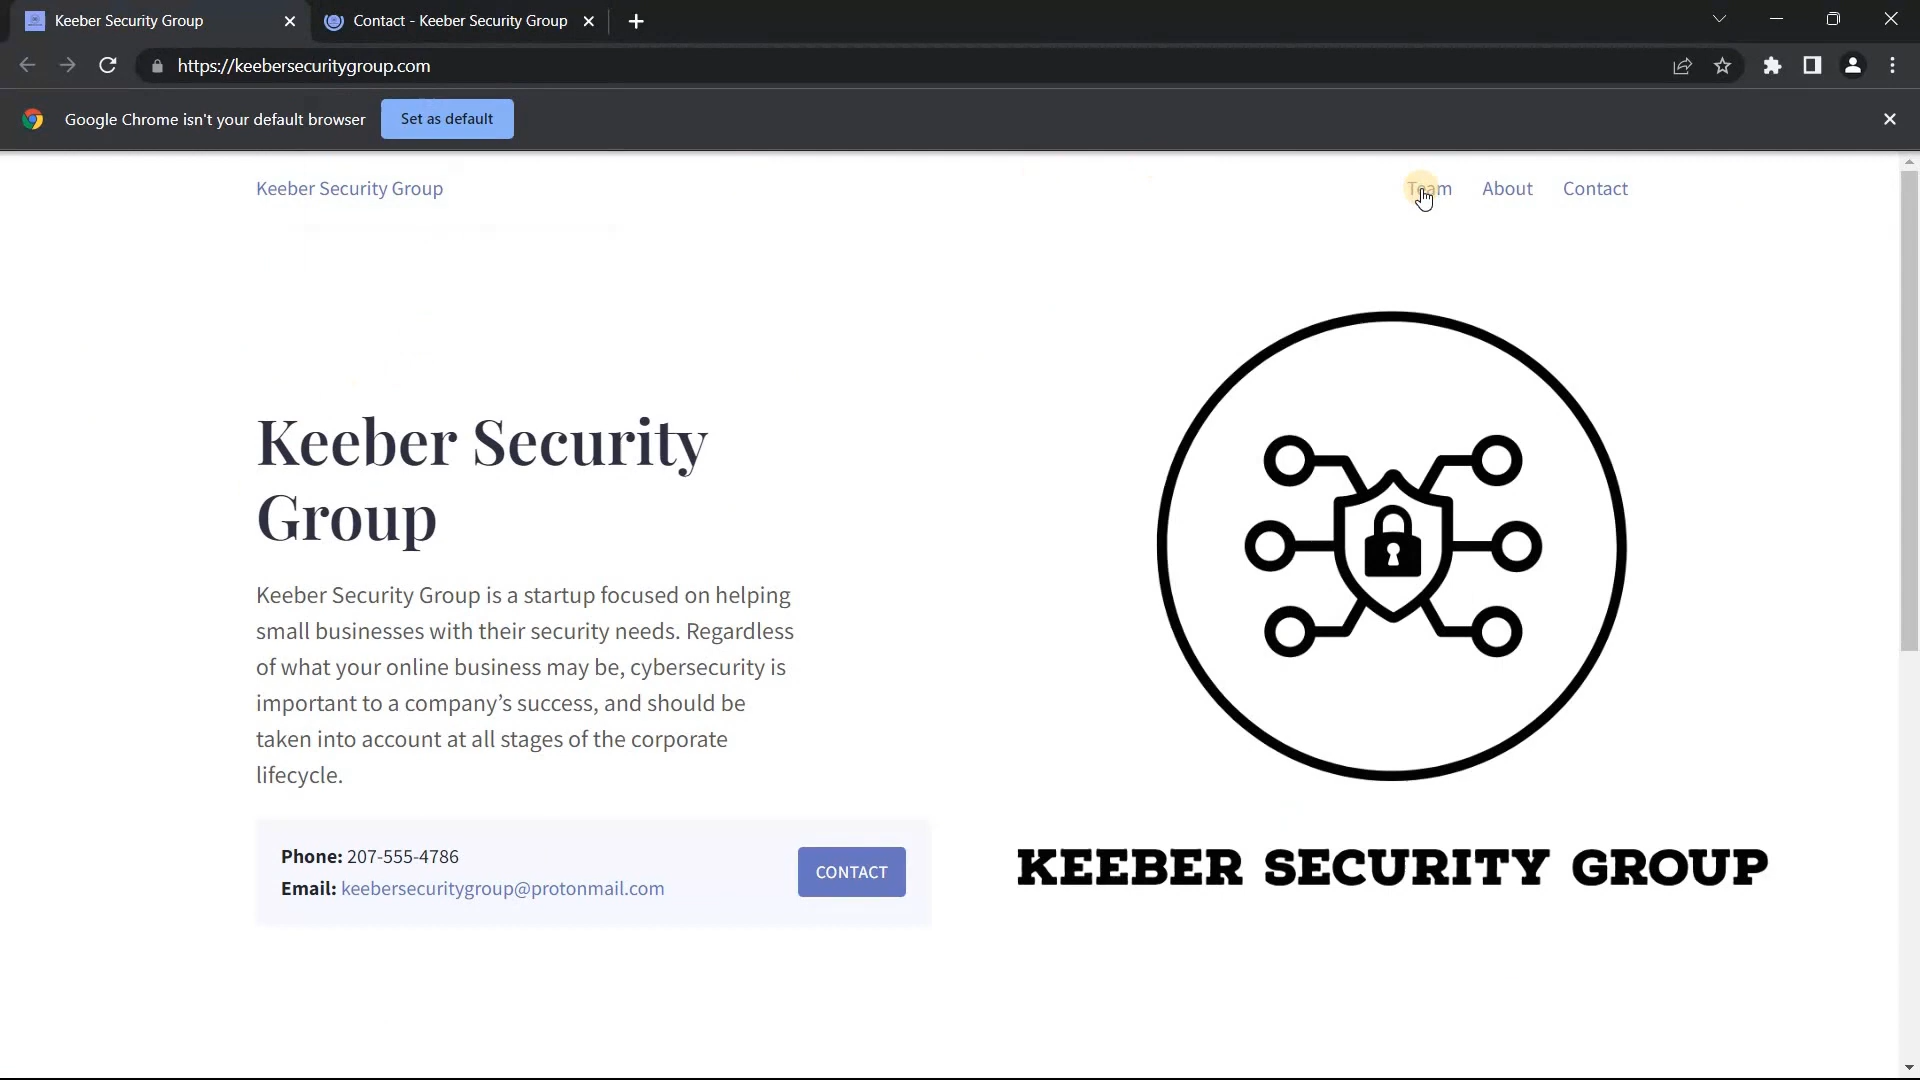 Keeber Security Group
Contact - Keeber Security Group
https://keebersecuritygroup.com
Google Chrome isn't your default browser
Set as default
Keeber Security Group
Team
About
Contact
Keeber Security
Group
Keeber Security Group is a startup focused on helping
small businesses with their security needs. Regardless
of what your online business may be, cybersecurity is
important to a company’s success, and should be
taken into account at all stages of the corporate
lifecycle.
Phone: 207-555-4786
Email: keebersecuritygroup@protonmail.com
CONTACT
KEEBER SECURITY GROUP